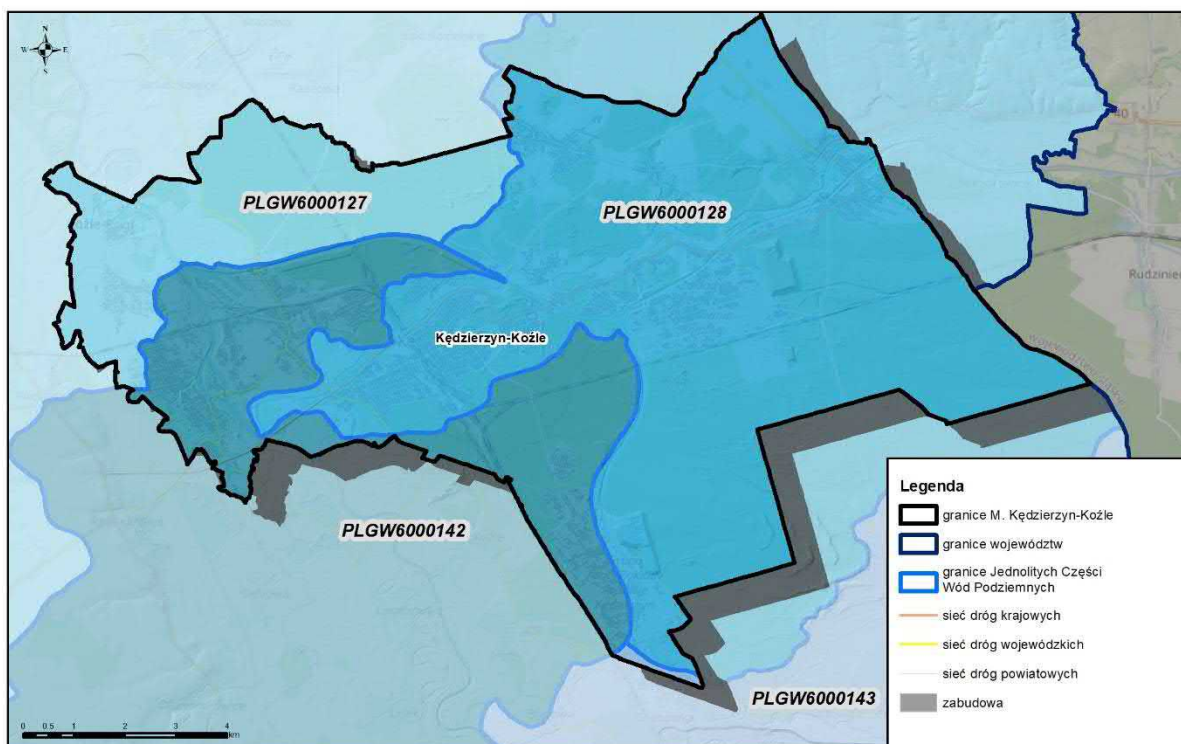 N
W E
S
PLGW6000127
PLGW6000128
Kędzierzyn-Koźle
PLGW6000142
PLGW6000143
40
Rudziniec
Legenda
granice M. Kędzierzyn-Koźle
granice województw
granice Jednolitych Części
Wód Podziemnych
sieć dróg krajowych
sieć dróg wojewódzkich
sieć dróg powiatowych
zabudowa
0 0.5 1 2 3 4
km